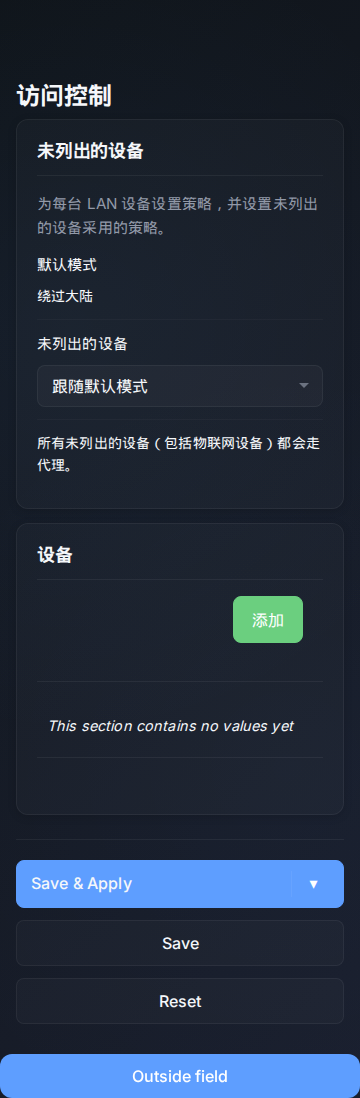 访问控制
未列出的设备
为每台 LAN 设备设置策略，并设置未列出
的设备采用的策略。
默认模式
绕过大陆
未列出的设备
跟随默认模式
所有未列出的设备（包括物联网设备）都会走
代理。
设备
添加
This section contains no values yet
Save & Apply ▼
Save
Reset
Outside field